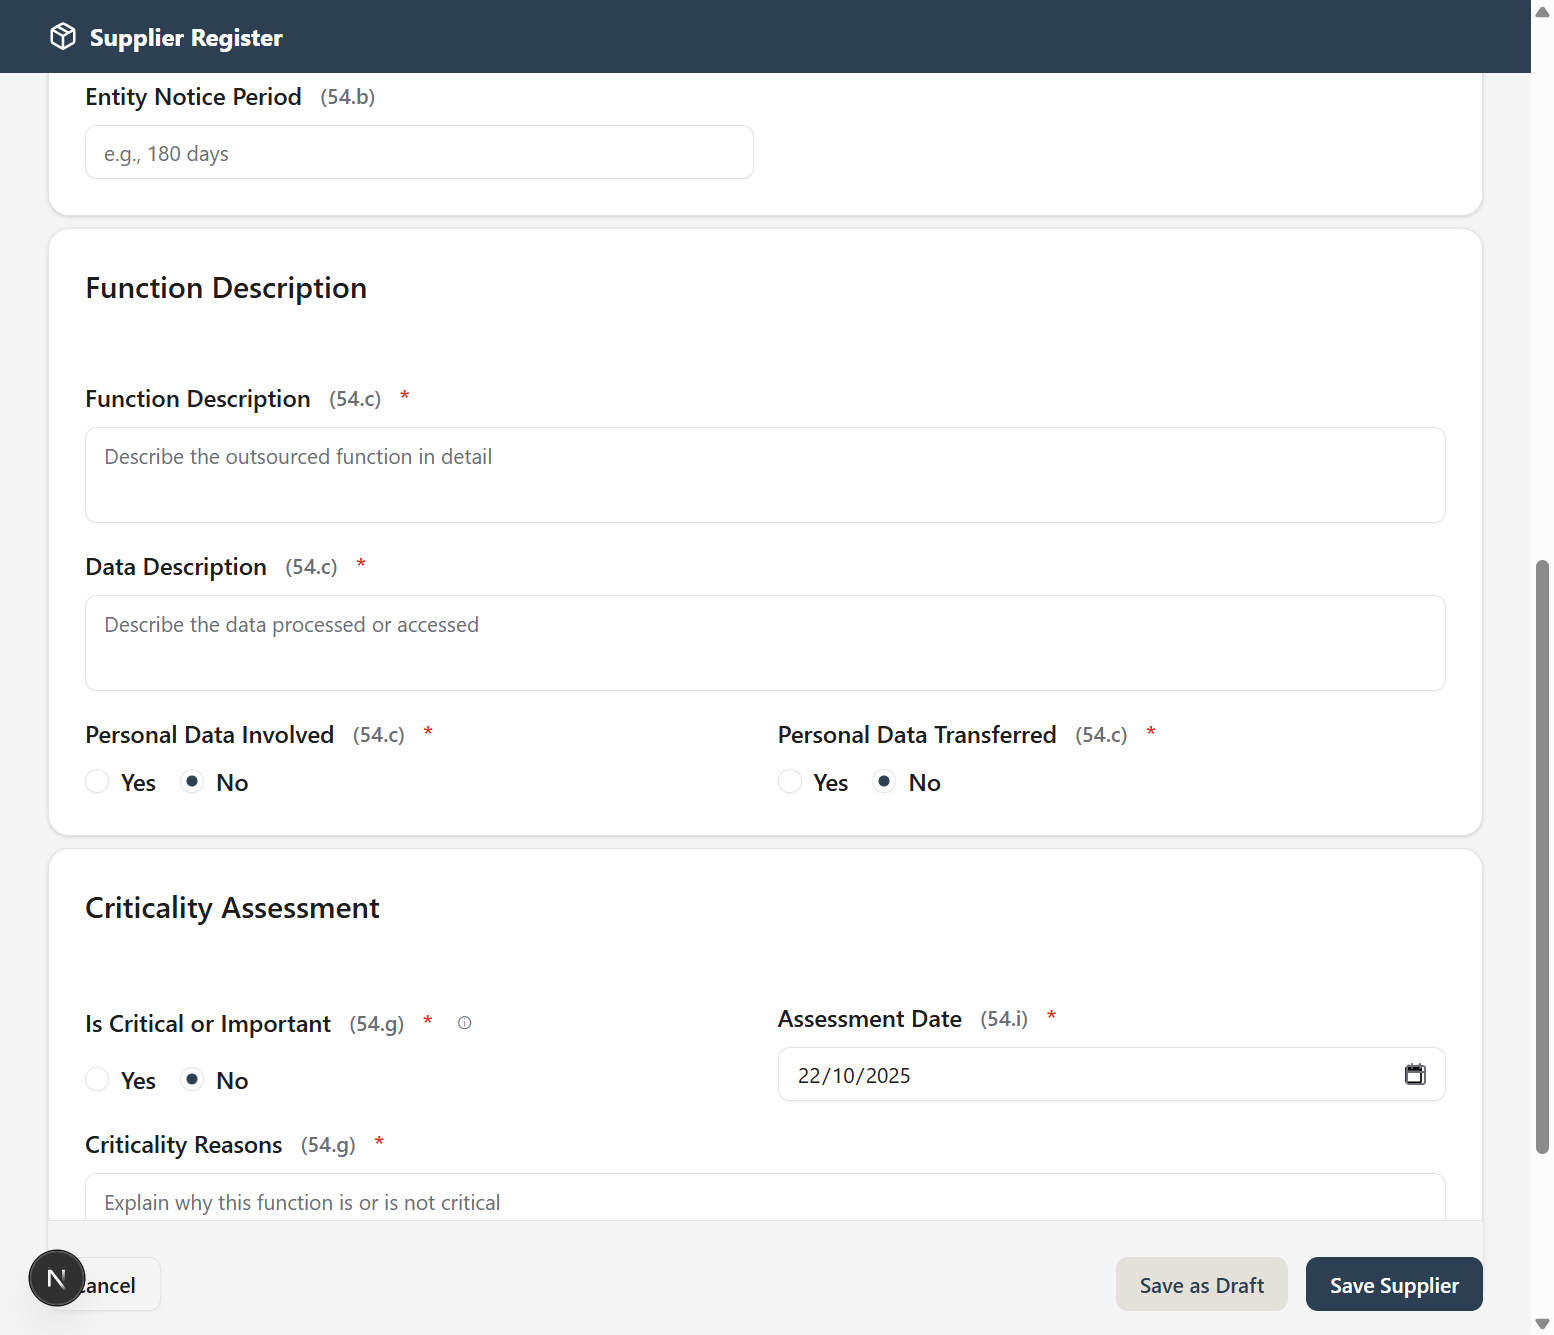 Supplier Register
Entity Notice Period (54.b)
e.g., 180 days
Function Description
Function Description (54.c) *
Describe the outsourced function in detail
Data Description (54.c) *
Describe the data processed or accessed
Personal Data Involved (54.c) *
Yes No
Personal Data Transferred (54.c) *
Yes No
Criticality Assessment
Is Critical or Important (54.g) *
Yes No
Assessment Date (54.i) *
22/10/2025
Criticality Reasons (54.g) *
Explain why this function is or is not critical
N
ancel
Save as Draft
Save Supplier